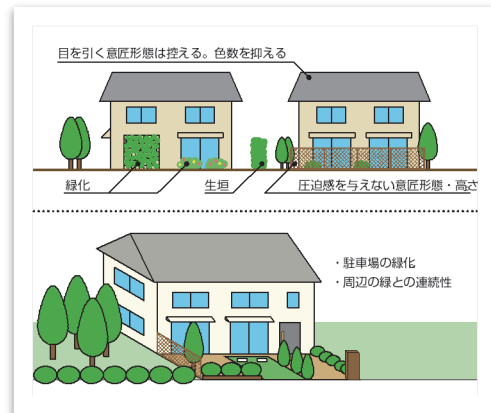 目を引く意匠形態は控える。色数を抑える
緑化
生垣
圧迫感を与えない意匠形態・高さ
・駐車場の緑化
・周辺の緑との連続性